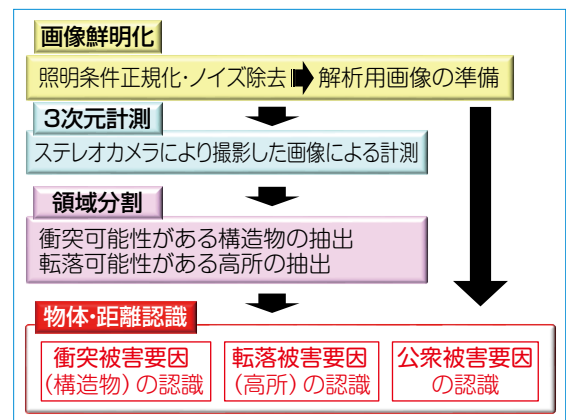 画像鮮明化
照明条件正規化・ノイズ除去 解析用画像の準備
3次元計測
ステレオカメラにより撮影した画像による計測
領域分割
衝突可能性がある構造物の抽出
転落可能性がある高所の抽出
物体・距離認識
衝突被害要因
(構造物)の認識
転落被害要因
(高所)の認識
公衆被害要因
の認識